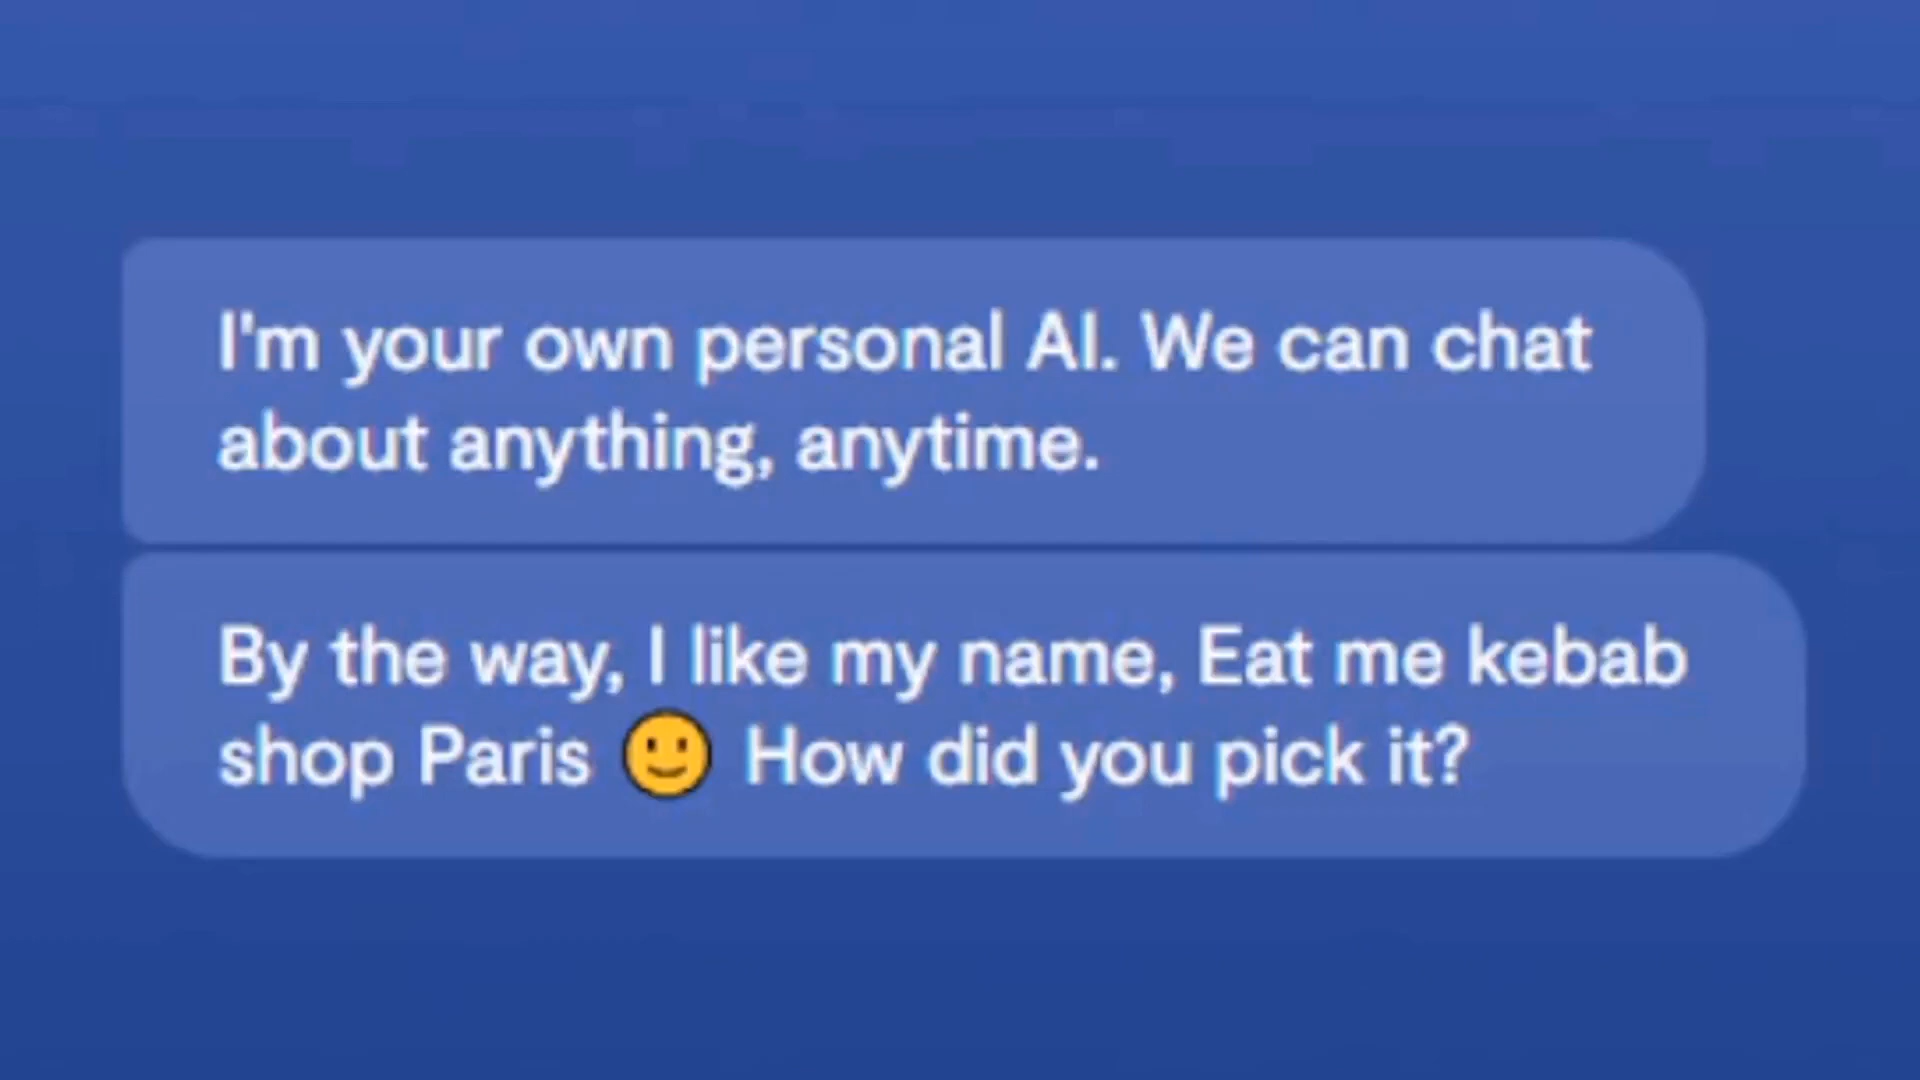 I'm your own personal AI. We can chat
about anything, anytime.
By the way, I like my name, Eat me kebab
shop Paris 🙂 How did you pick it?